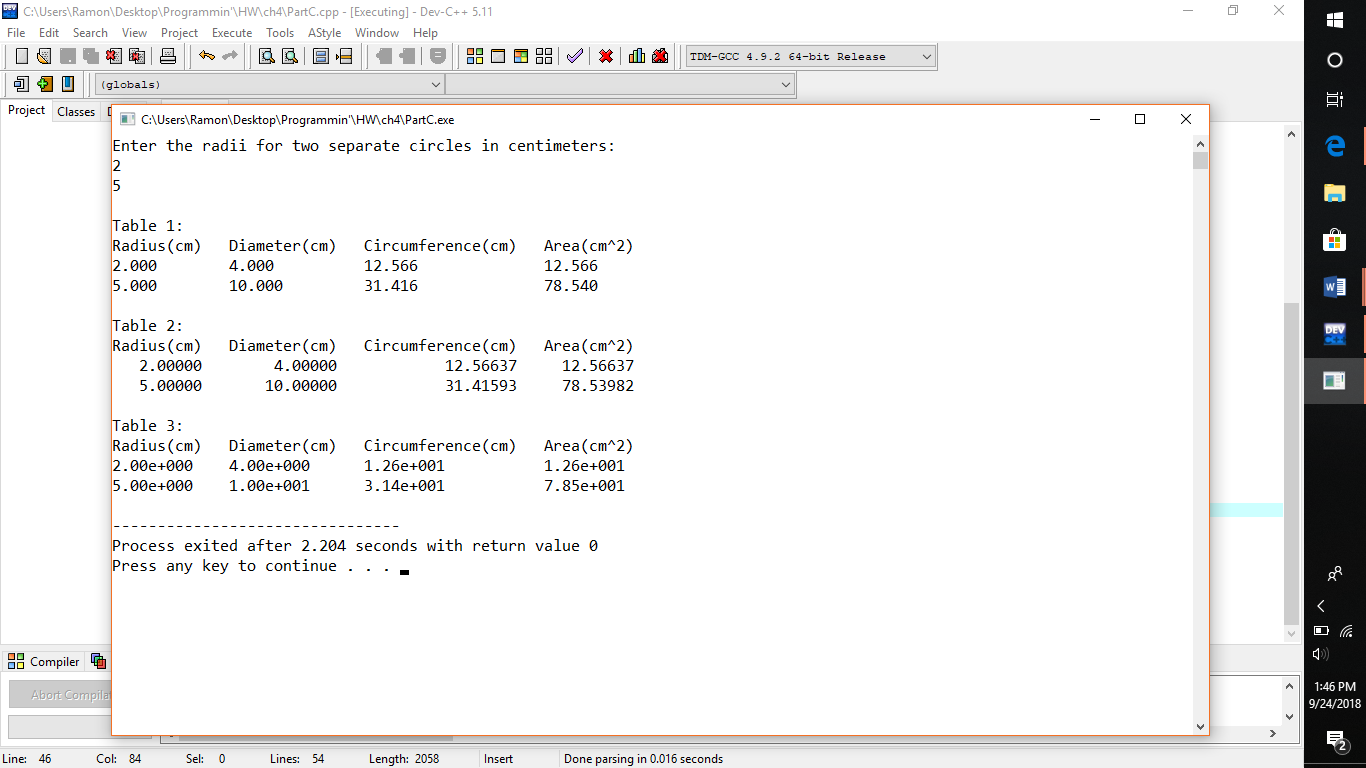 C:\Users\Ramon\Desktop\Programmin'\HW\ch4\PartC.cpp - [Executing] - Dev-C++ 5.11
File Edit Search View Project Execute Tools AStyle Window Help
TDM-GCC 4.9.2 64-bit Release
(globals)
Project Classes
C:\Users\Ramon\Desktop\Programmin'\HW\ch4\PartC.exe
Enter the radii for two separate circles in centimeters:
2
5
Table 1:
Radius(cm) Diameter(cm) Circumference(cm) Area(cm^2)
2.000 4.000 12.566 12.566
5.000 10.000 31.416 78.540
Table 2:
Radius(cm) Diameter(cm) Circumference(cm) Area(cm^2)
2.00000 4.00000 12.56637 12.56637
5.00000 10.00000 31.41593 78.53982
Table 3:
Radius(cm) Diameter(cm) Circumference(cm) Area(cm^2)
2.00e+000 4.00e+000 1.26e+001 1.26e+001
5.00e+000 1.00e+001 3.14e+001 7.85e+001
--------------------------------
Process exited after 2.204 seconds with return value 0
Press any key to continue . . .
Compiler
Abort Compilat
Line: 46 Col: 84 Sel: 0 Lines: 54 Length: 2058 Insert Done parsing in 0.016 seconds
DEV
W
DEV
1:46 PM
9/24/2018
2